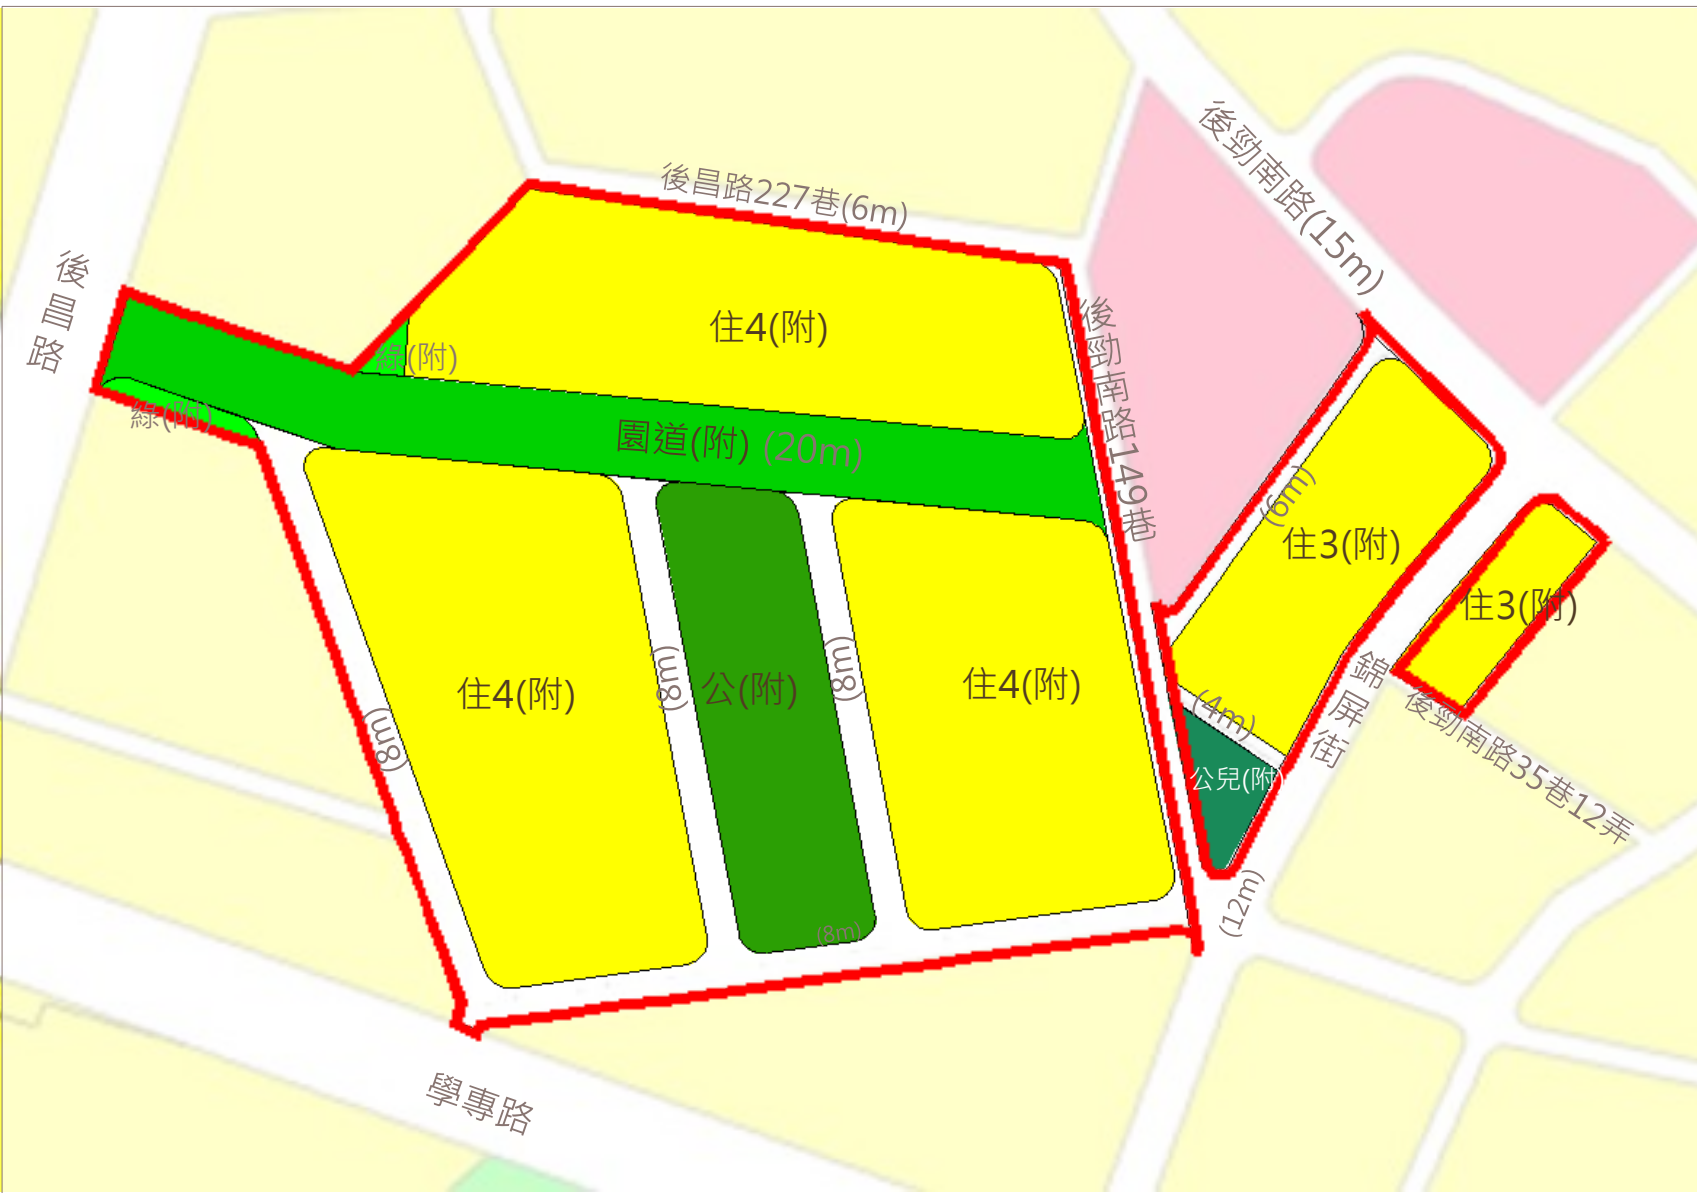 後昌路227巷(6m)
後勁南路(15m)
後昌路
住4(附)
綠(附)
後勁南路149巷
綠(附)
園道(附) (20m)
(6m)
住3(附)
住3(附)
(8m)
(8m)
住4(附)
公(附)
住4(附)
(8m)
錦屏街
(4m)
後勁南路35巷12弄
公兒(附)
(12m)
(8m)
學專路